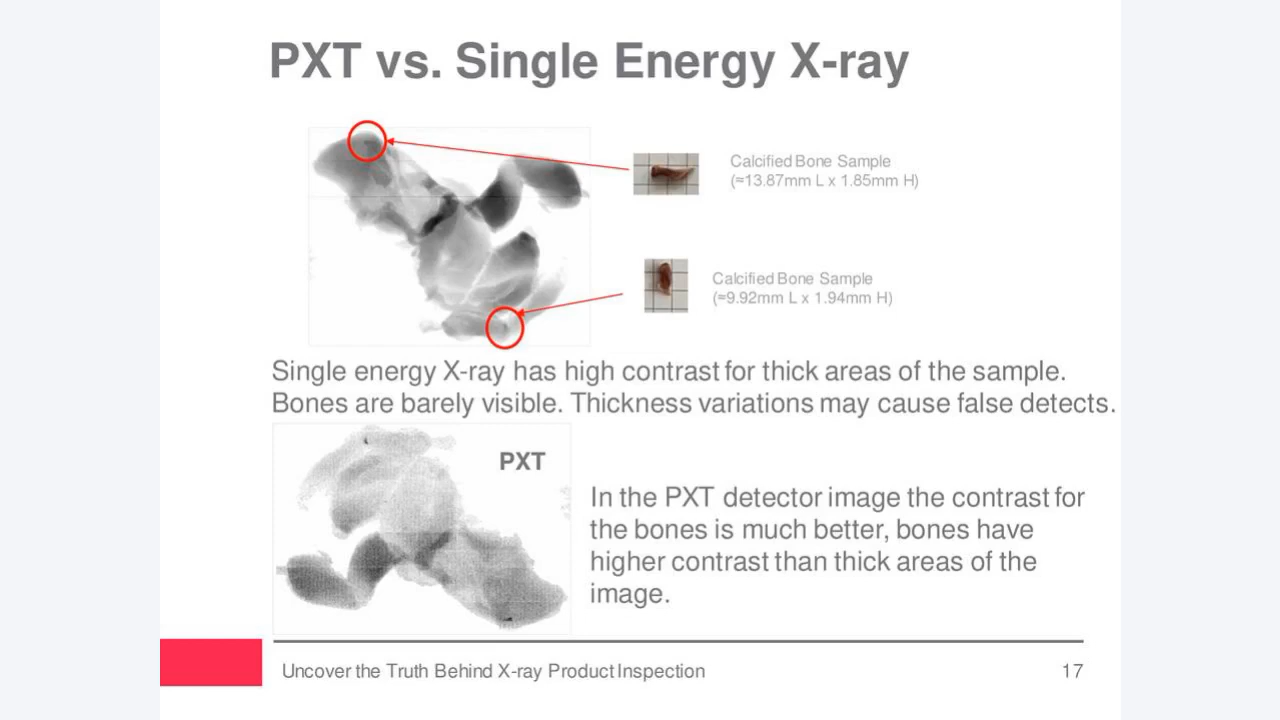 PXT vs. Single Energy X-ray
Calcified Bone Sample
(≈13.87mm L x 1.85mm H)
Calcified Bone Sample
(≈9.92mm L x 1.94mm H)
Single energy X-ray has high contrast for thick areas of the sample.
Bones are barely visible. Thickness variations may cause false detects.
PXT
In the PXT detector image the contrast for
the bones is much better, bones have
higher contrast than thick areas of the
image.
Uncover the Truth Behind X-ray Product Inspection
17